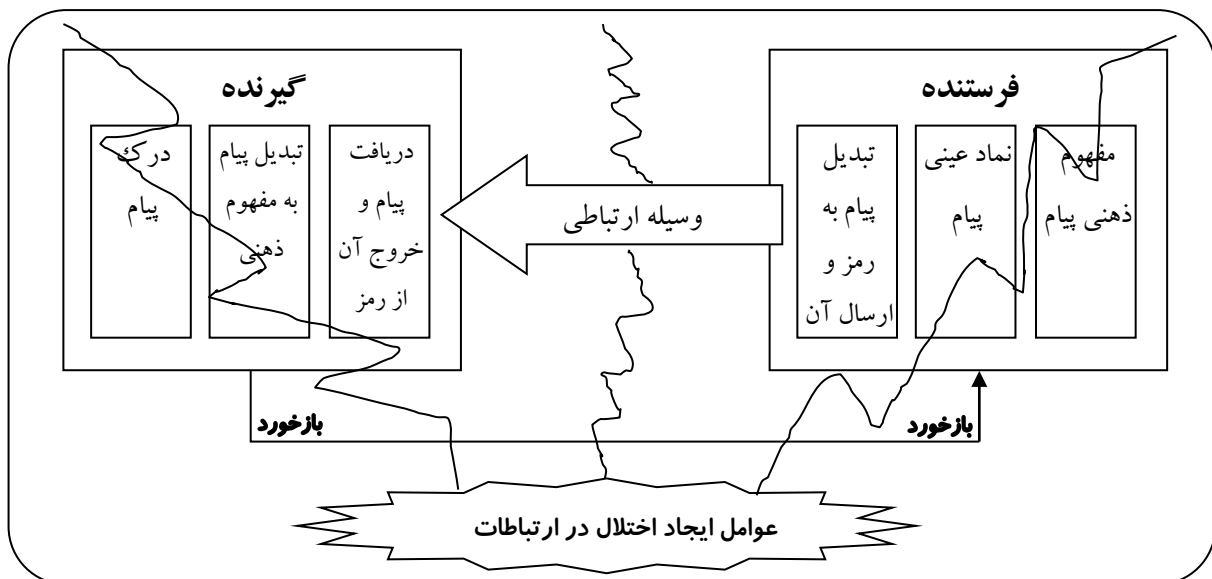 فرستنده
مفهوم
ذهنی پیام
نماد عینی
پیام
تبدیل
پیام به
رمز و
ارسال آن
وسیله ارتباطی
گیرنده
دریافت
پیام و
خروج آن
از رمز
تبدیل پیام
به مفهوم
ذهنی
درک
پیام
بازخورد
بازخورد
عوامل ایجاد اختلال در ارتباطات